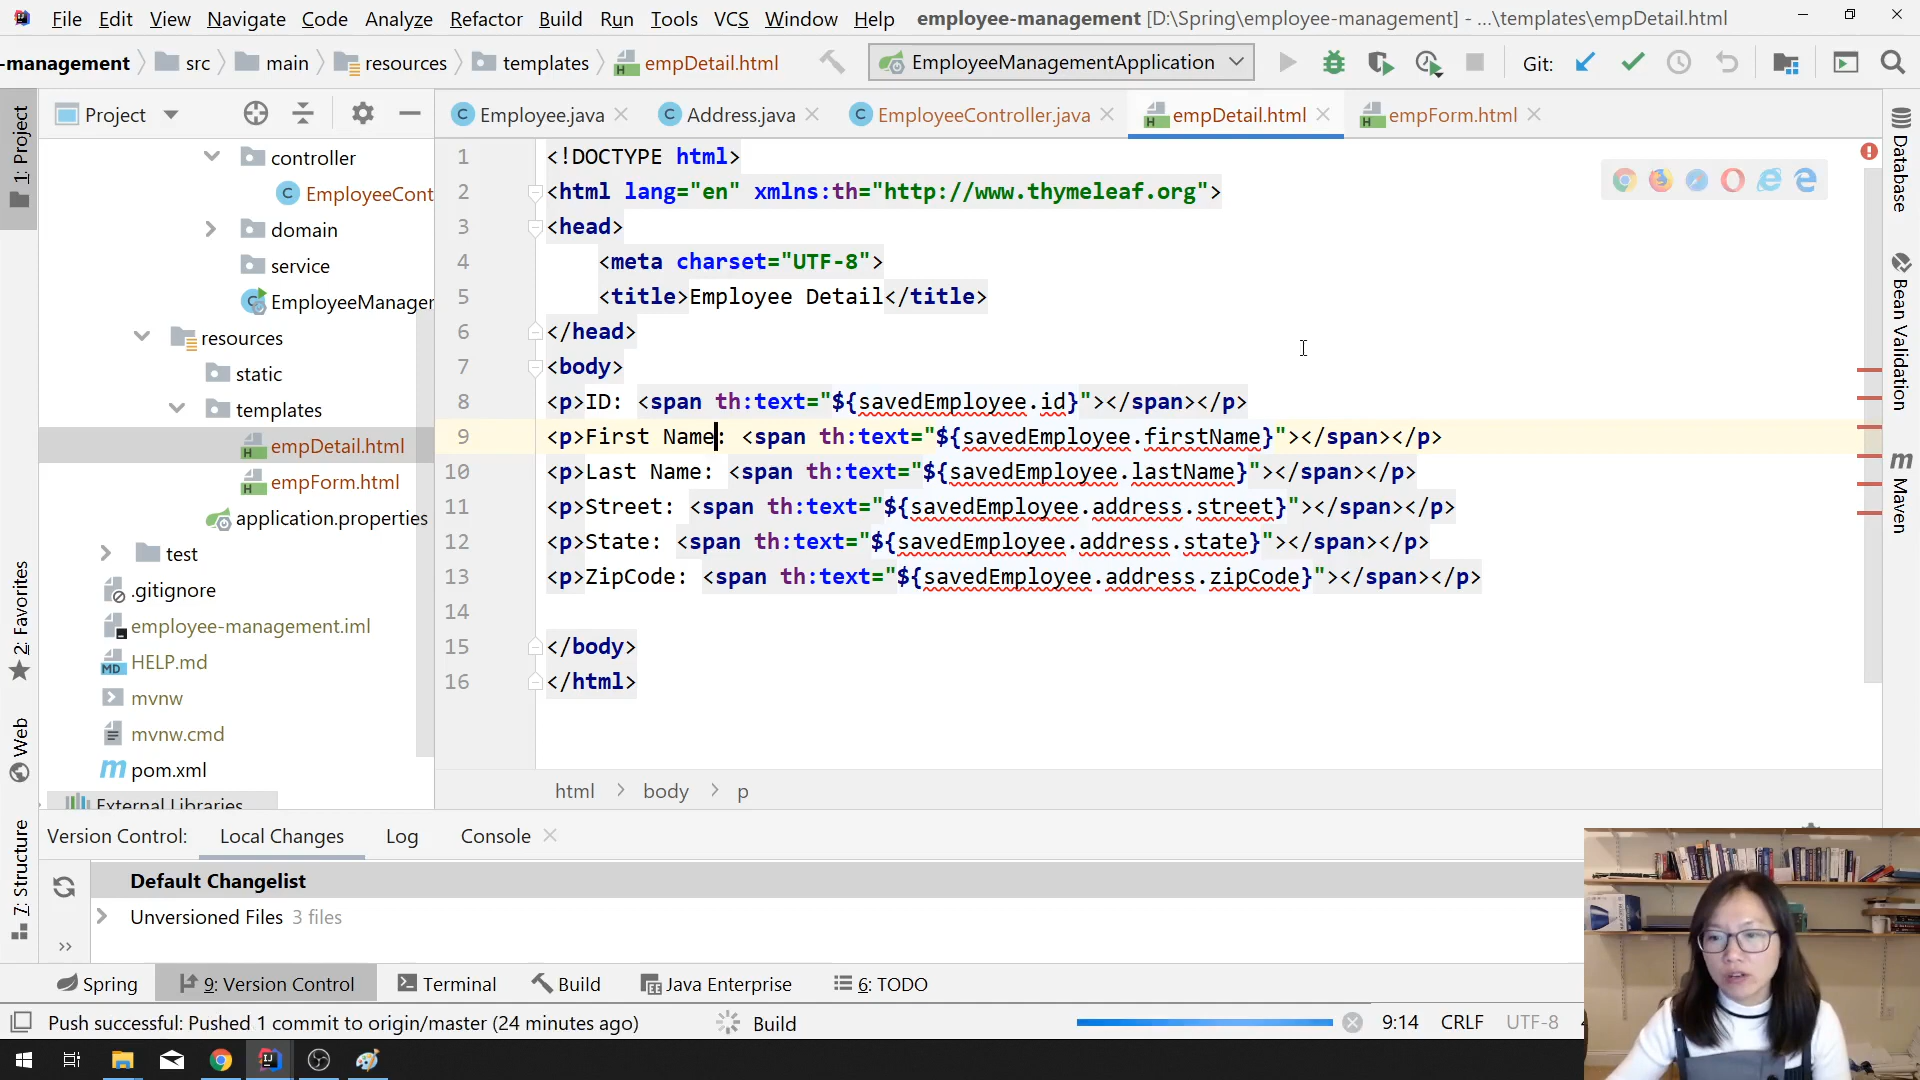 File Edit View Navigate Code Analyze Refactor Build Run Tools VCS Window Help employee-management [D:\Spring\employee-management] - ...\templates\empDetail.html
-management src main resources templates empDetail.html EmployeeManagementApplication Git:
Project Employee.java Address.java EmployeeController.java empDetail.html empForm.html
1: Project
2: Favorites
Web
7: Structure
controller
EmployeeCont
domain
service
EmployeeManager
resources
static
templates
empDetail.html
empForm.html
application.properties
test
.gitignore
employee-management.iml
HELP.md
mvnw
mvnw.cmd
pom.xml
External Libraries
1 <!DOCTYPE html>
2 <html lang="en" xmlns:th="http://www.thymeleaf.org">
3 <head>
4 <meta charset="UTF-8">
5 <title>Employee Detail</title>
6 </head>
7 <body>
8 <p>ID: <span th:text="${savedEmployee.id}"></span></p>
9 <p>First Name: <span th:text="${savedEmployee.firstName}"></span></p>
10 <p>Last Name: <span th:text="${savedEmployee.lastName}"></span></p>
11 <p>Street: <span th:text="${savedEmployee.address.street}"></span></p>
12 <p>State: <span th:text="${savedEmployee.address.state}"></span></p>
13 <p>ZipCode: <span th:text="${savedEmployee.address.zipCode}"></span></p>
14
15 </body>
16 </html>
html body p
Database
Bean Validation
m Maven
Version Control: Local Changes Log Console
Default Changelist
Unversioned Files 3 files
Spring 9: Version Control Terminal Build Java Enterprise 6: TODO
Push successful: Pushed 1 commit to origin/master (24 minutes ago) Build 9:14 CRLF UTF-8